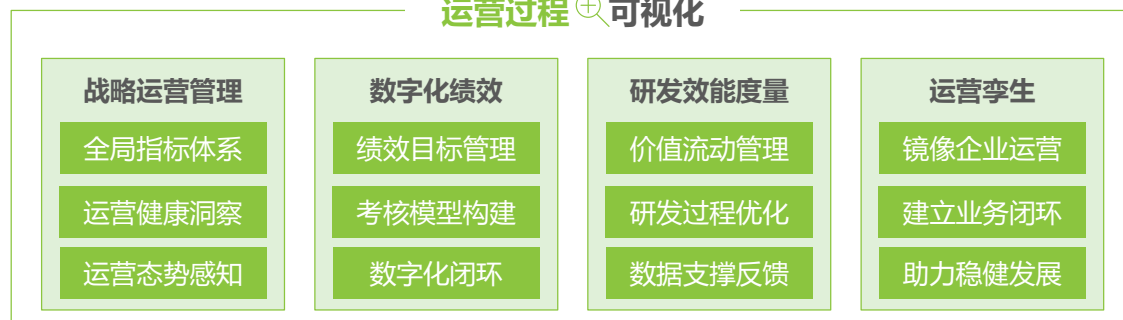 运营过程可视化
战略运营管理
全局指标体系
运营健康洞察
运营态势感知
数字化绩效
绩效目标管理
考核模型构建
数字化闭环
研发效能度量
价值流动管理
研发过程优化
数据支撑反馈
运营孪生
镜像企业运营
建立业务闭环
助力稳健发展